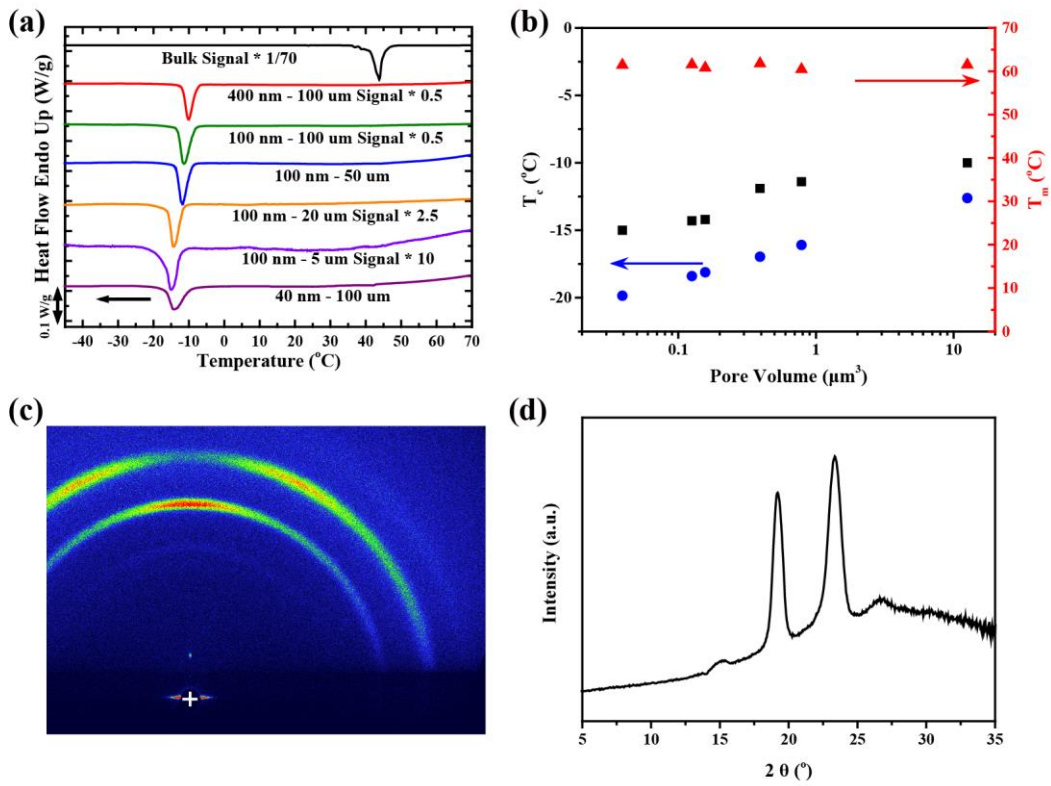 (a)
Heat Flow Endo Up (W/g)
0.1 W/g
Bulk Signal * 1/70
400 nm - 100 um Signal * 0.5
100 nm - 100 um Signal * 0.5
100 nm - 50 um
100 nm - 20 um Signal * 2.5
100 nm - 5 um Signal * 10
40 nm - 100 um
-40 -30 -20 -10 0 10 20 30 40 50 60 70
Temperature (°C)
(b)
0
-5
-10
-15
-20
T_c (°C)
70
60
50
40
30
20
10
0
T_m (°C)
0.1 1 10
Pore Volume (µm³)
(c)
(d)
Intensity (a.u.)
5 10 15 20 25 30 35
2 θ (°)